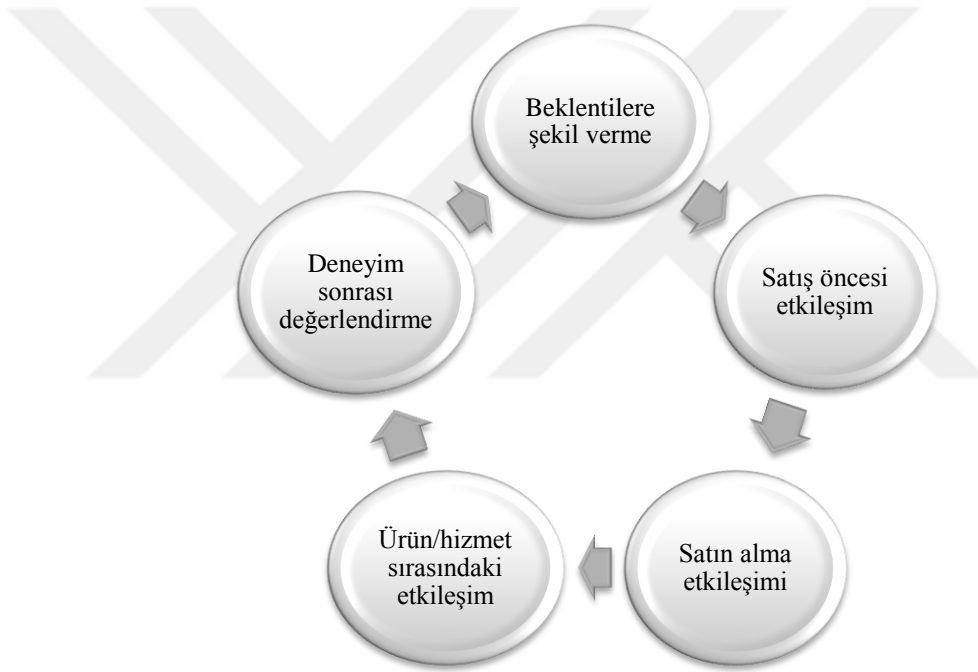 Beklentilere
şekil verme
Satış öncesi
etkileşim
Satın alma
etkileşimi
Ürün/hizmet
sırasındaki
etkileşim
Deneyim
sonrası
değerlendirme